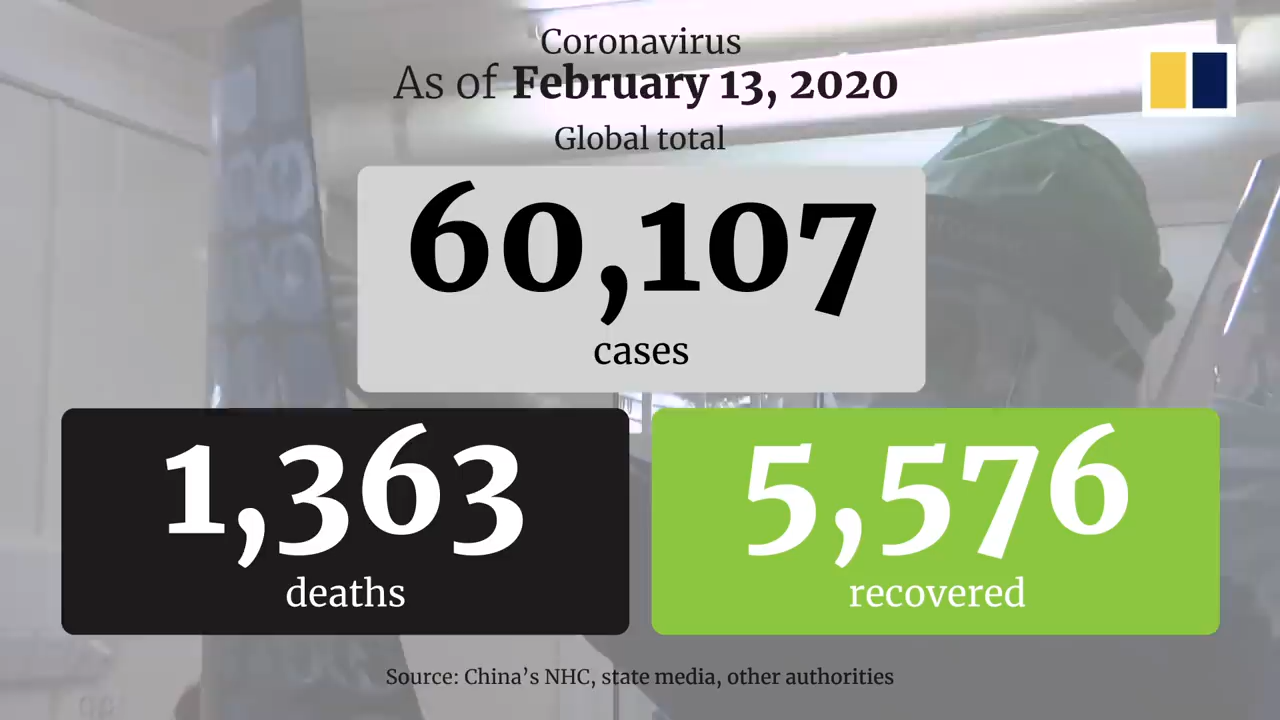 Coronavirus
As of February 13, 2020
Global total
60,107
cases
1,363
deaths
5,576
recovered
Source: China’s NHC, state media, other authorities